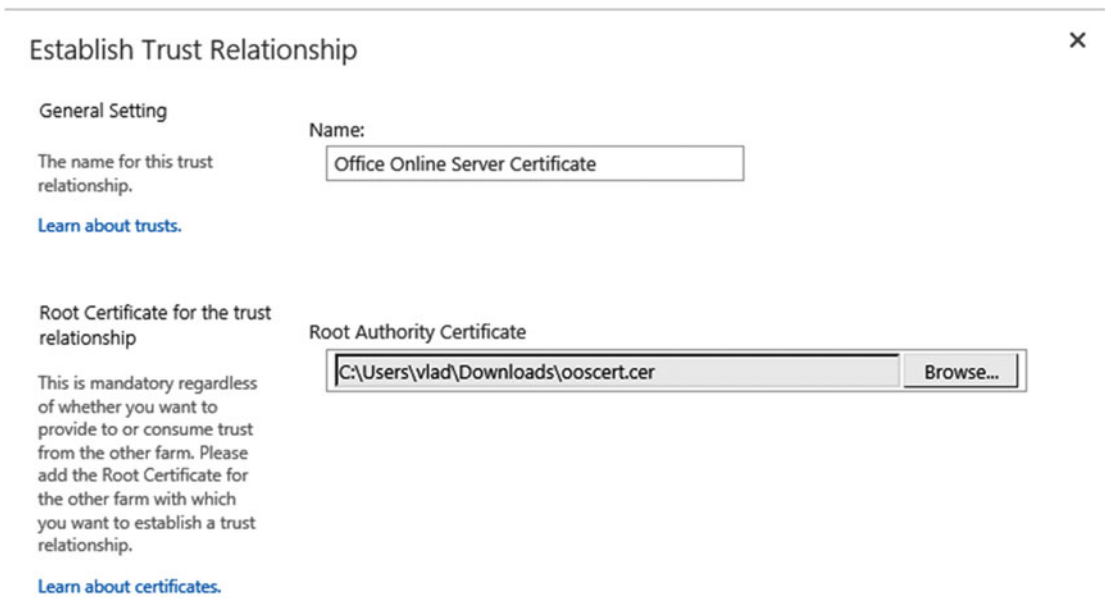 Establish Trust Relationship
General Setting
The name for this trust
relationship.
Learn about trusts.
Name:
Office Online Server Certificate
Root Certificate for the trust
relationship
This is mandatory regardless
of whether you want to
provide to or consume trust
from the other farm. Please
add the Root Certificate for
the other farm with which
you want to establish a trust
relationship.
Learn about certificates.
Root Authority Certificate
C:\Users\vlad\Downloads\ooscert.cer
Browse...